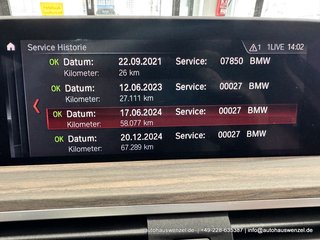 Service Historie 1 1LIVE 14:02
OK Datum: 22.09.2021 Service: 07850 BMW
Kilometer: 26 km
OK Datum: 12.06.2023 Service: 00027 BMW
Kilometer: 27.111 km
OK Datum: 17.06.2024 Service: 00027 BMW
Kilometer: 58.077 km
OK Datum: 20.12.2024 Service: 00027 BMW
Kilometer: 67.289 km
www.autohauswenzel.de | +49-228-635387 | info@autohauswenzel.de